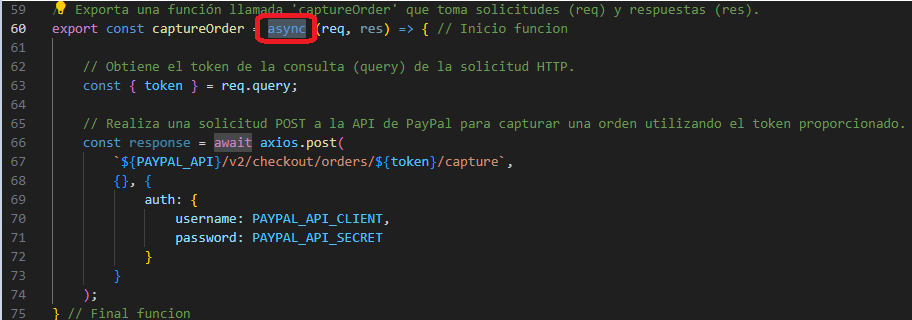 59 // Exporta una función llamada 'captureOrder' que toma solicitudes (req) y respuestas (res).
60 export const captureOrder = async (req, res) => { // Inicio funcion
61
62 // Obtiene el token de la consulta (query) de la solicitud HTTP.
63 const { token } = req.query;
64
65 // Realiza una solicitud POST a la API de PayPal para capturar una orden utilizando el token proporcionado.
66 const response = await axios.post(
67 `${PAYPAL_API}/v2/checkout/orders/${token}/capture`,
68 {}, {
69 auth: {
70 username: PAYPAL_API_CLIENT,
71 password: PAYPAL_API_SECRET
72 }
73 }
74 );
75 } // Final funcion